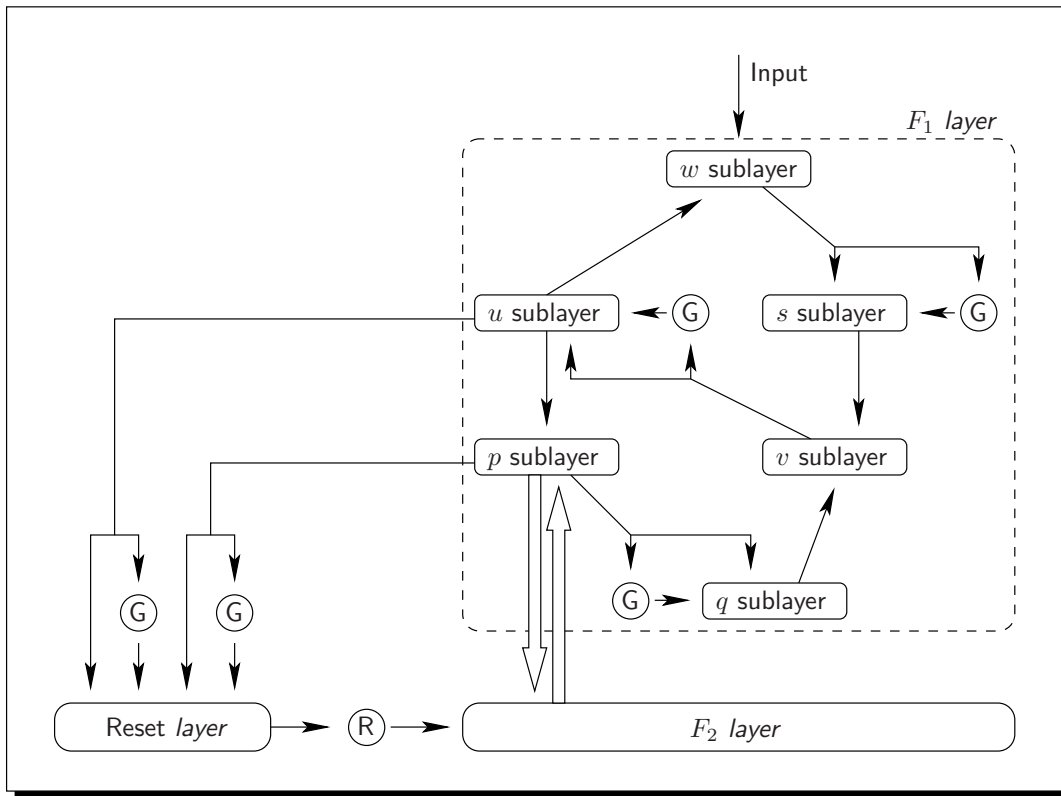 Input
F₁ layer
w sublayer
u sublayer
G
s sublayer
G
p sublayer
v sublayer
G
G
G
q sublayer
Reset layer
R
F₂ layer